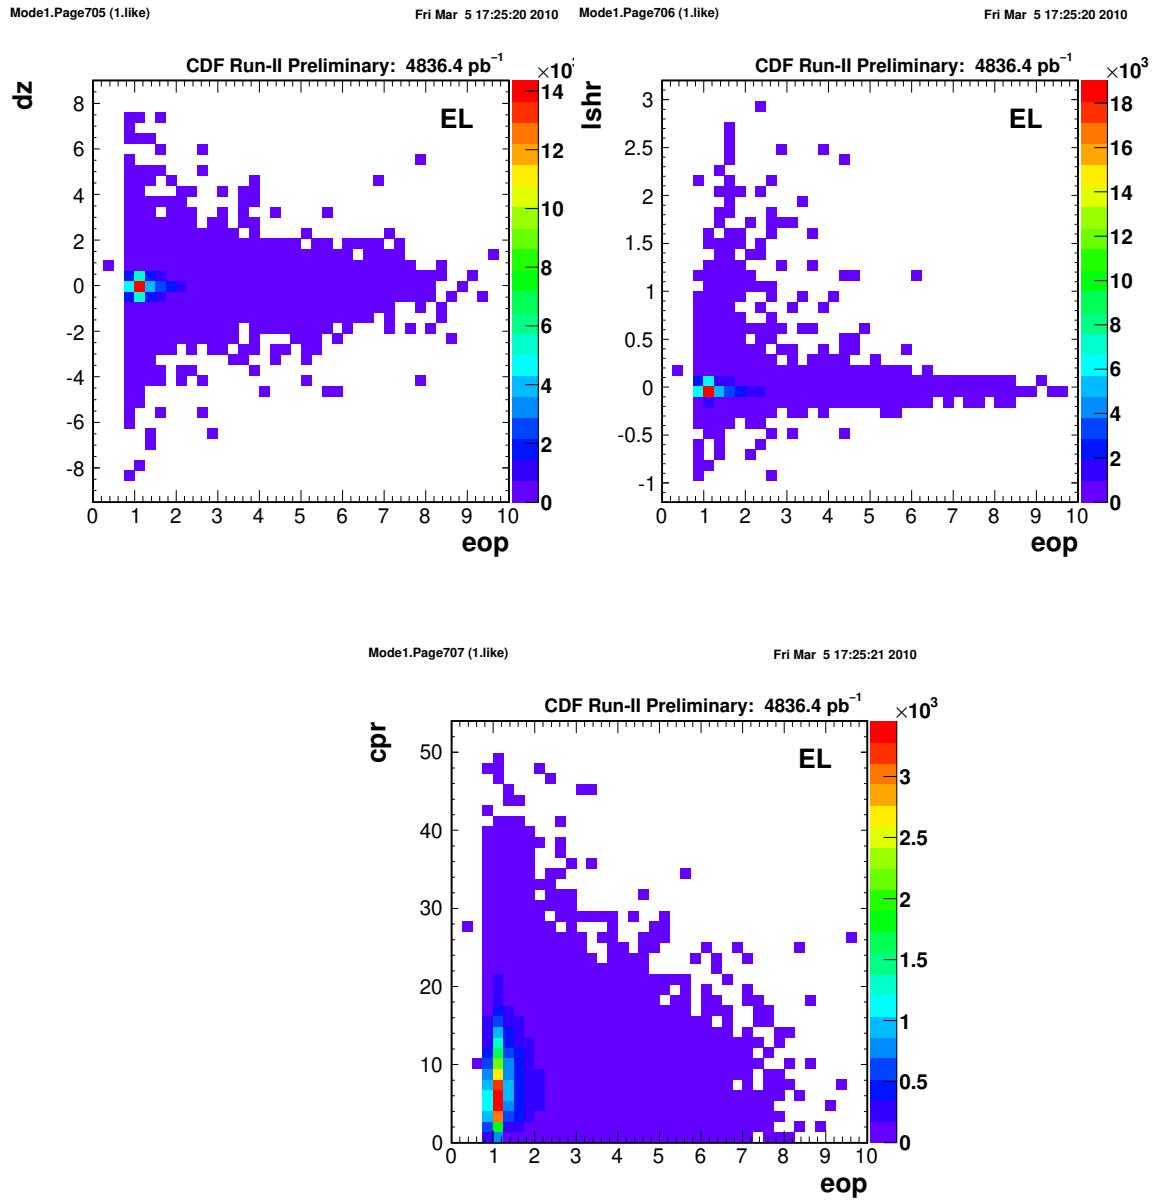 Mode1.Page705 (1.like) Fri Mar 5 17:25:20 2010
CDF Run-II Preliminary: 4836.4 pb−1
×103
dz
EL
8
6
4
2
0
-2
-4
-6
-8
0 1 2 3 4 5 6 7 8 9 10
eop
14
12
10
8
6
4
2
0
Mode1.Page706 (1.like) Fri Mar 5 17:25:20 2010
CDF Run-II Preliminary: 4836.4 pb−1
×103
lshr
EL
3
2.5
2
1.5
1
0.5
0
-0.5
-1
0 1 2 3 4 5 6 7 8 9 10
eop
18
16
14
12
10
8
6
4
2
0
Mode1.Page707 (1.like) Fri Mar 5 17:25:21 2010
CDF Run-II Preliminary: 4836.4 pb−1
×103
cpr
EL
50
40
30
20
10
0
0 1 2 3 4 5 6 7 8 9 10
eop
3
2.5
2
1.5
1
0.5
0